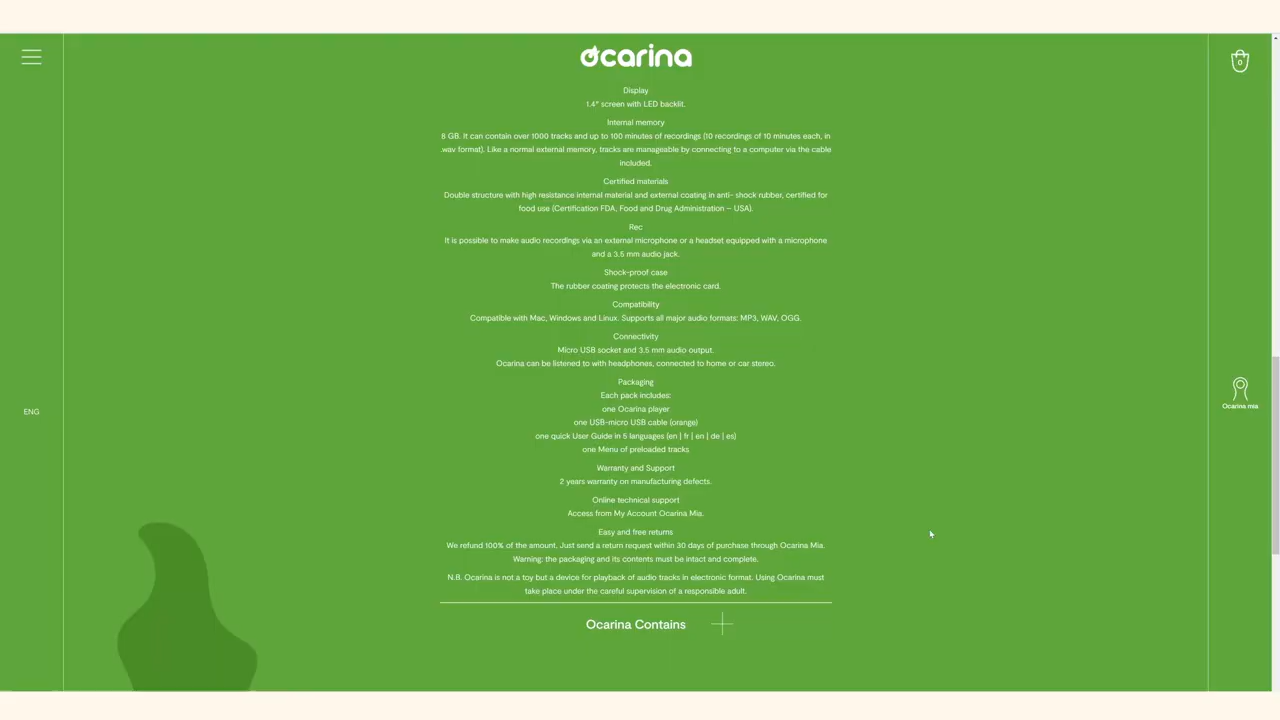 ocarina
0
Display
1.4" screen with LED backlit.
Internal memory
8 GB. It can contain over 1000 tracks and up to 100 minutes of recordings (10 recordings of 10 minutes each, in
.wav format). Like a normal external memory, tracks are manageable by connecting to a computer via the cable
included.
Certified materials
Double structure with high resistance internal material and external coating in anti- shock rubber, certified for
food use (Certification FDA, Food and Drug Administration – USA).
Rec
It is possible to make audio recordings via an external microphone or a headset equipped with a microphone
and a 3.5 mm audio jack.
Shock-proof case
The rubber coating protects the electronic card.
Compatibility
Compatible with Mac, Windows and Linux. Supports all major audio formats: MP3, WAV, OGG.
Connectivity
Micro USB socket and 3.5 mm audio output.
Ocarina can be listened to with headphones, connected to home or car stereo.
Packaging
Each pack includes:
one Ocarina player
one USB-micro USB cable (orange)
one quick User Guide in 5 languages (en | fr | en | de | es)
one Menu of preloaded tracks
Warranty and Support
2 years warranty on manufacturing defects.
Online technical support
Access from My Account Ocarina Mia.
Easy and free returns
We refund 100% of the amount. Just send a return request within 30 days of purchase through Ocarina Mia.
Warning: the packaging and its contents must be intact and complete.
N.B. Ocarina is not a toy but a device for playback of audio tracks in electronic format. Using Ocarina must
take place under the careful supervision of a responsible adult.
Ocarina Contains
ENG
Ocarina mia